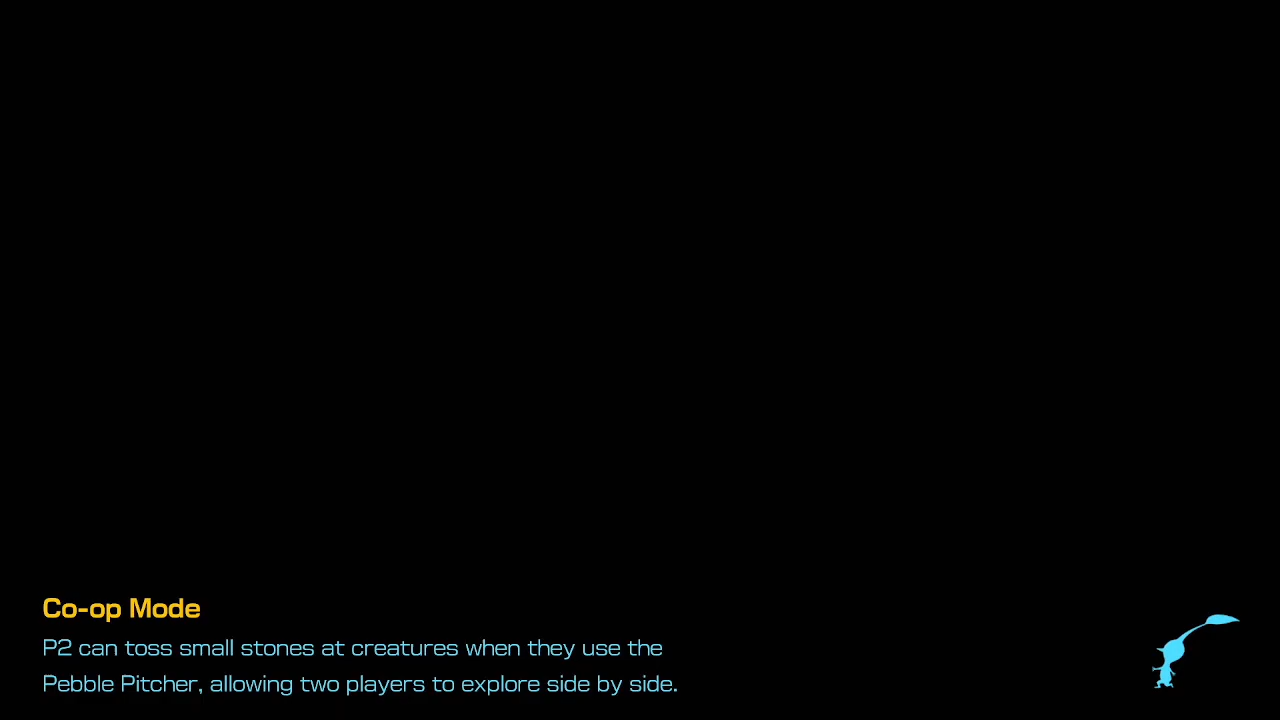 Co-op Mode
P2 can toss small stones at creatures when they use the
Pebble Pitcher, allowing two players to explore side by side.